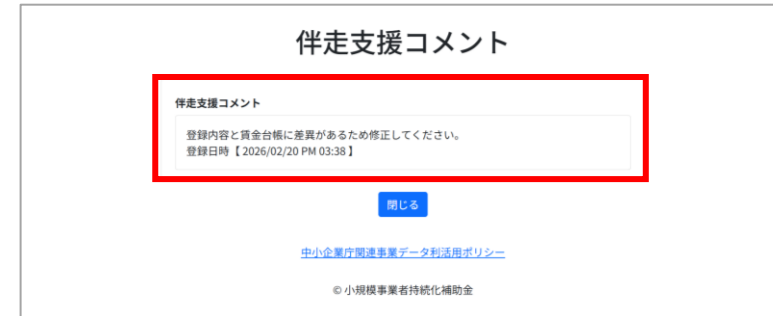 伴走支援コメント
伴走支援コメント
登録内容と賃金台帳に差異があるため修正してください。
登録日時【 2026/02/20 PM 03:38 】
閉じる
中小企業庁関連事業データ利活用ポリシー
© 小規模事業者持続化補助金